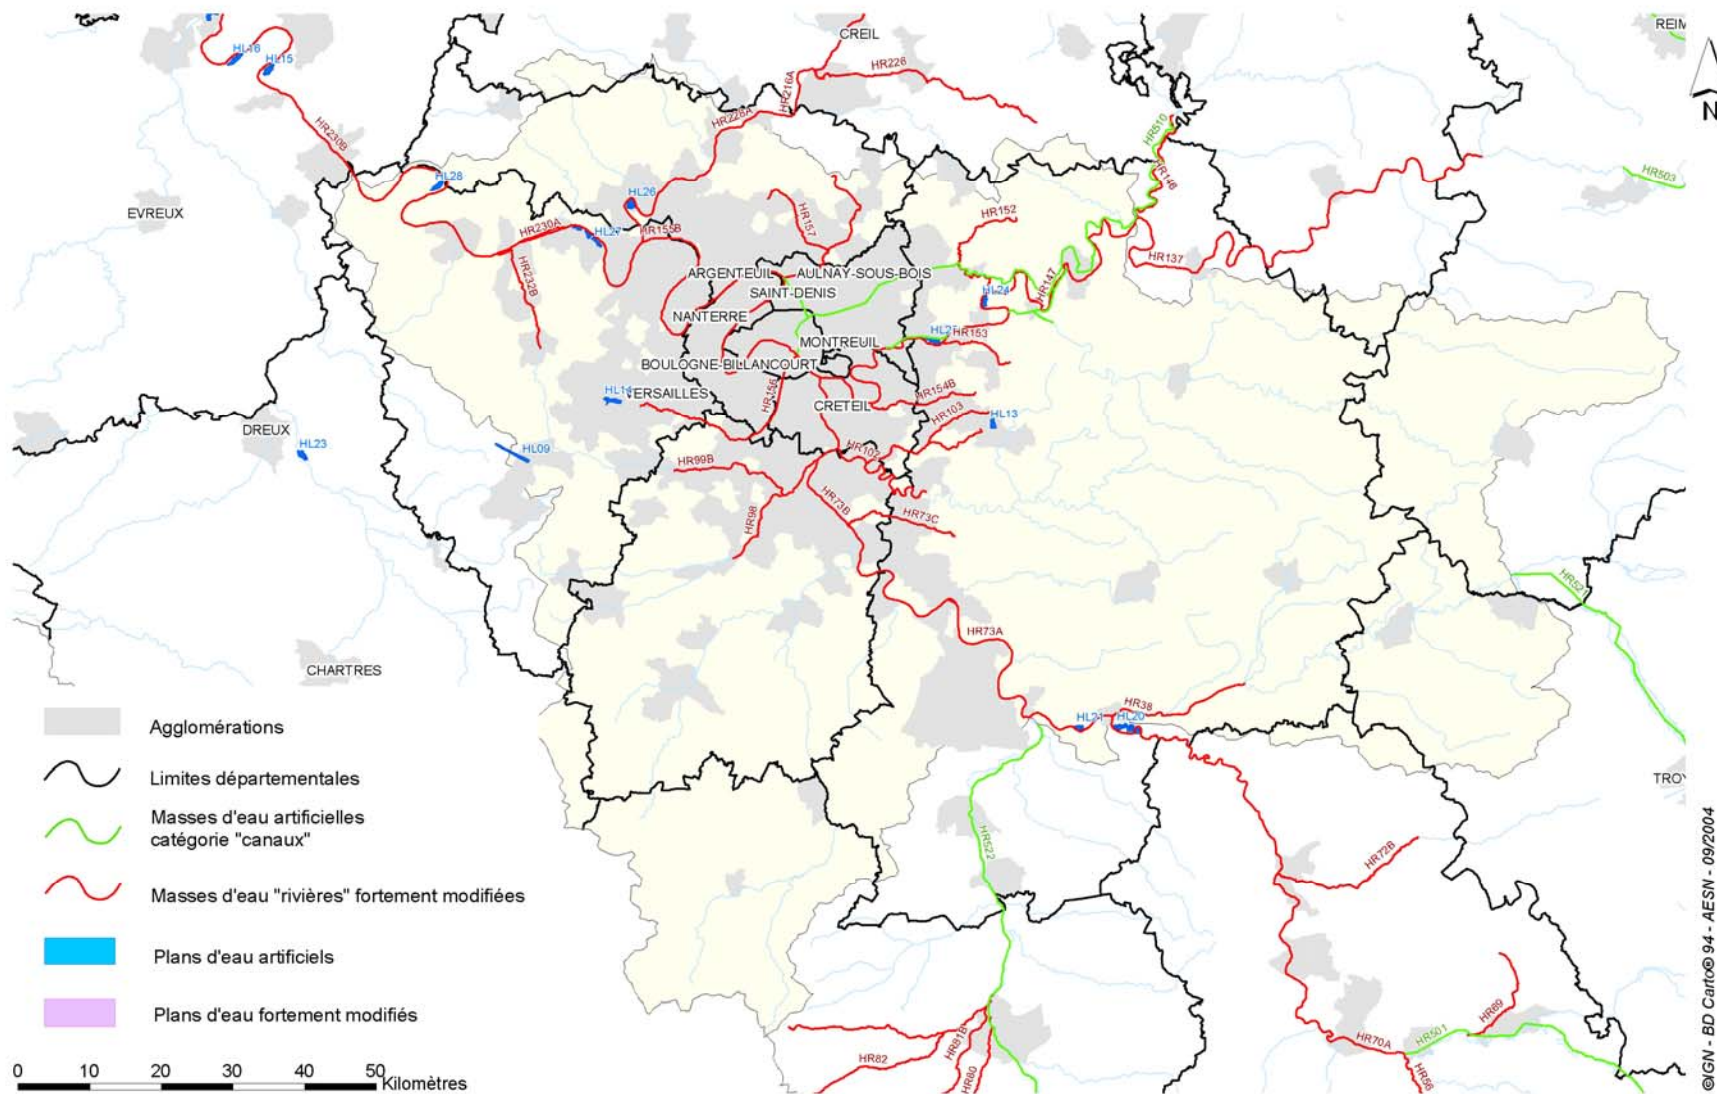 CREIL
REIM
HL16
HL15
HR226
HR216A
HR228A
N
HR230B
HR510
HR146
HR503
HL28
EVREUX
HL26
HR157
HR152
HR230A
HL27
HR155B
HR137
HR232B
ARGENTEUIL
AULNAY-SOUS-BOIS
HR147
SAINT-DENIS
HL24
NANTERRE
MONTREUIL
HR153
BOULOGNE-BILLANCOURT
HL14
VERSAILLES
HR156
HR154B
CRETEIL
HR103
HL13
DREUX
HL23
HL09
HR102
HR99B
HR73B
HR98
HR73C
HR521
HR73A
CHARTRES
HR38
HL21
HL20
Agglomérations
Limites départementales
TROY
Masses d'eau artificielles
catégorie "canaux"
HR522
HR72B
Masses d'eau "rivières" fortement modifiées
Plans d'eau artificiels
Plans d'eau fortement modifiés
HR69
HR501
HR70A
HR82
HR81B
HR80
HR56
0 10 20 30 40 50
Kilomètres
©IGN - BD Carto® 94 - AESN - 09/2004